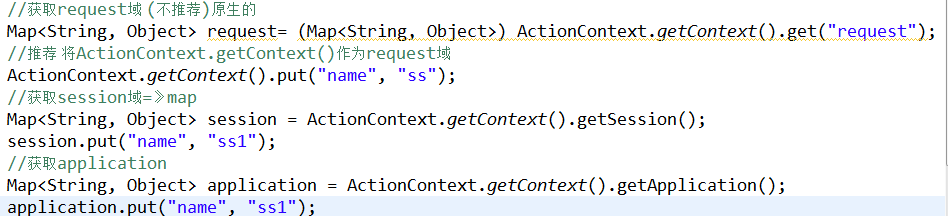 //获取request域 (不推荐)原生的
Map<String, Object> request= (Map<String, Object>) ActionContext.getContext().get("request");
//推荐 将ActionContext.getContext()作为request域
ActionContext.getContext().put("name", "ss");
//获取session域=》map
Map<String, Object> session = ActionContext.getContext().getSession();
session.put("name", "ss1");
//获取application
Map<String, Object> application = ActionContext.getContext().getApplication();
application.put("name", "ss1");